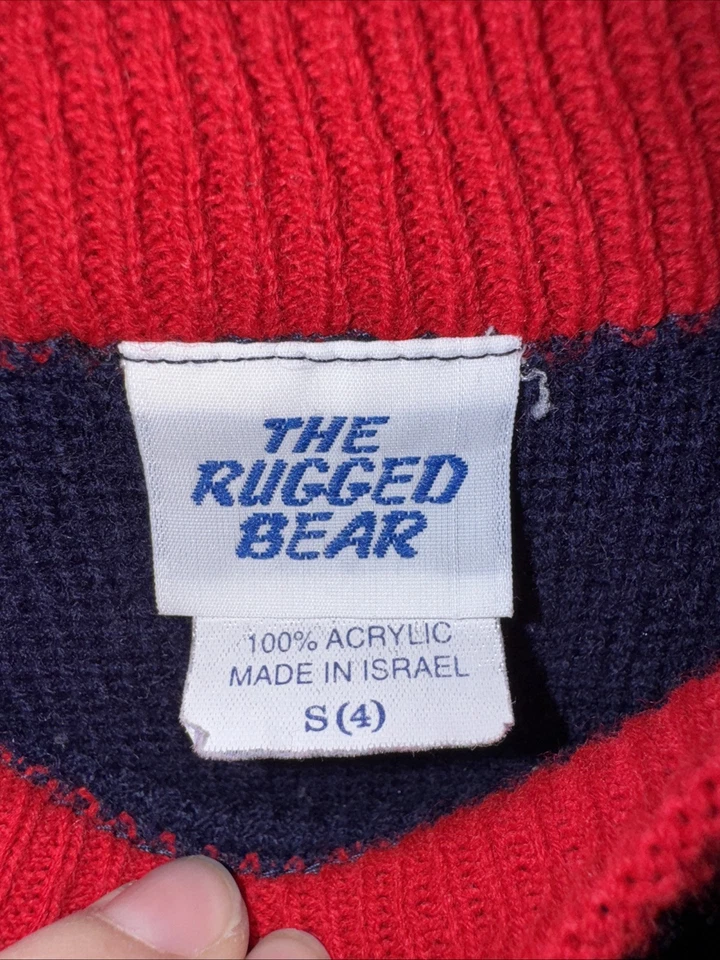 THE
RUGGED
BEAR
100% ACRYLIC
MADE IN ISRAEL
S (4)